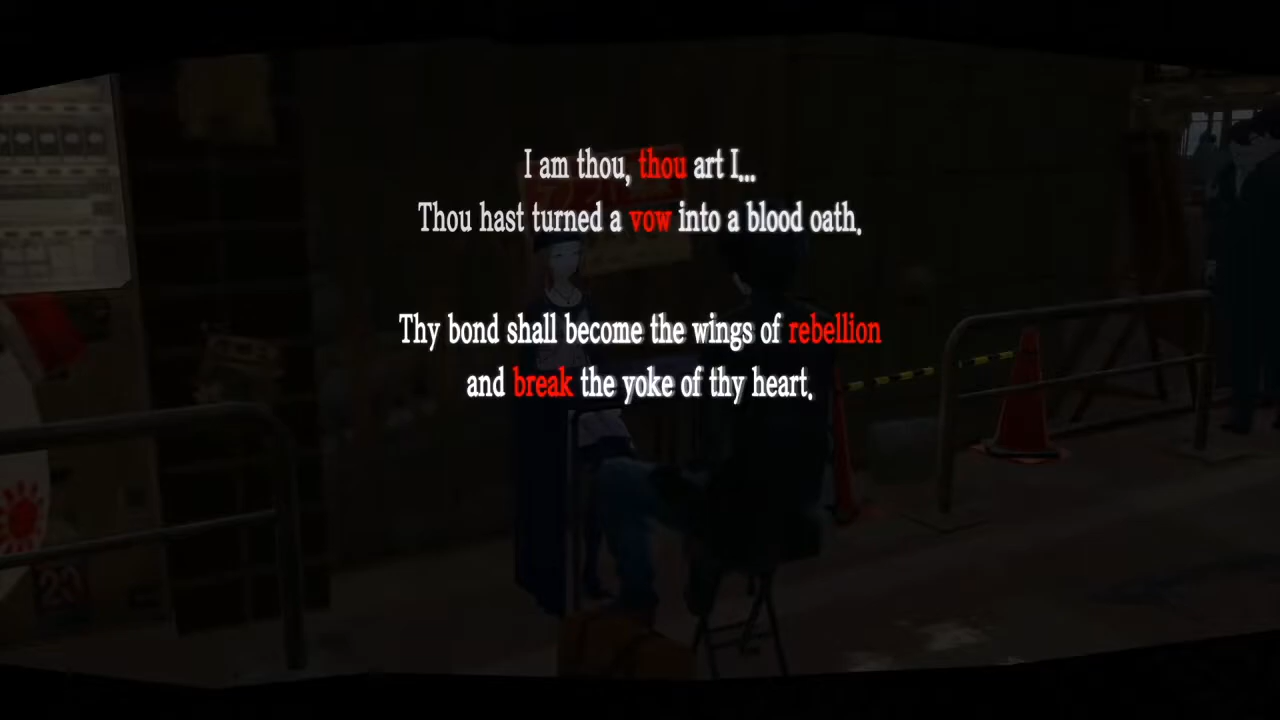 I am thou, thou art I...
Thou hast turned a vow into a blood oath.
Thy bond shall become the wings of rebellion
and break the yoke of thy heart.